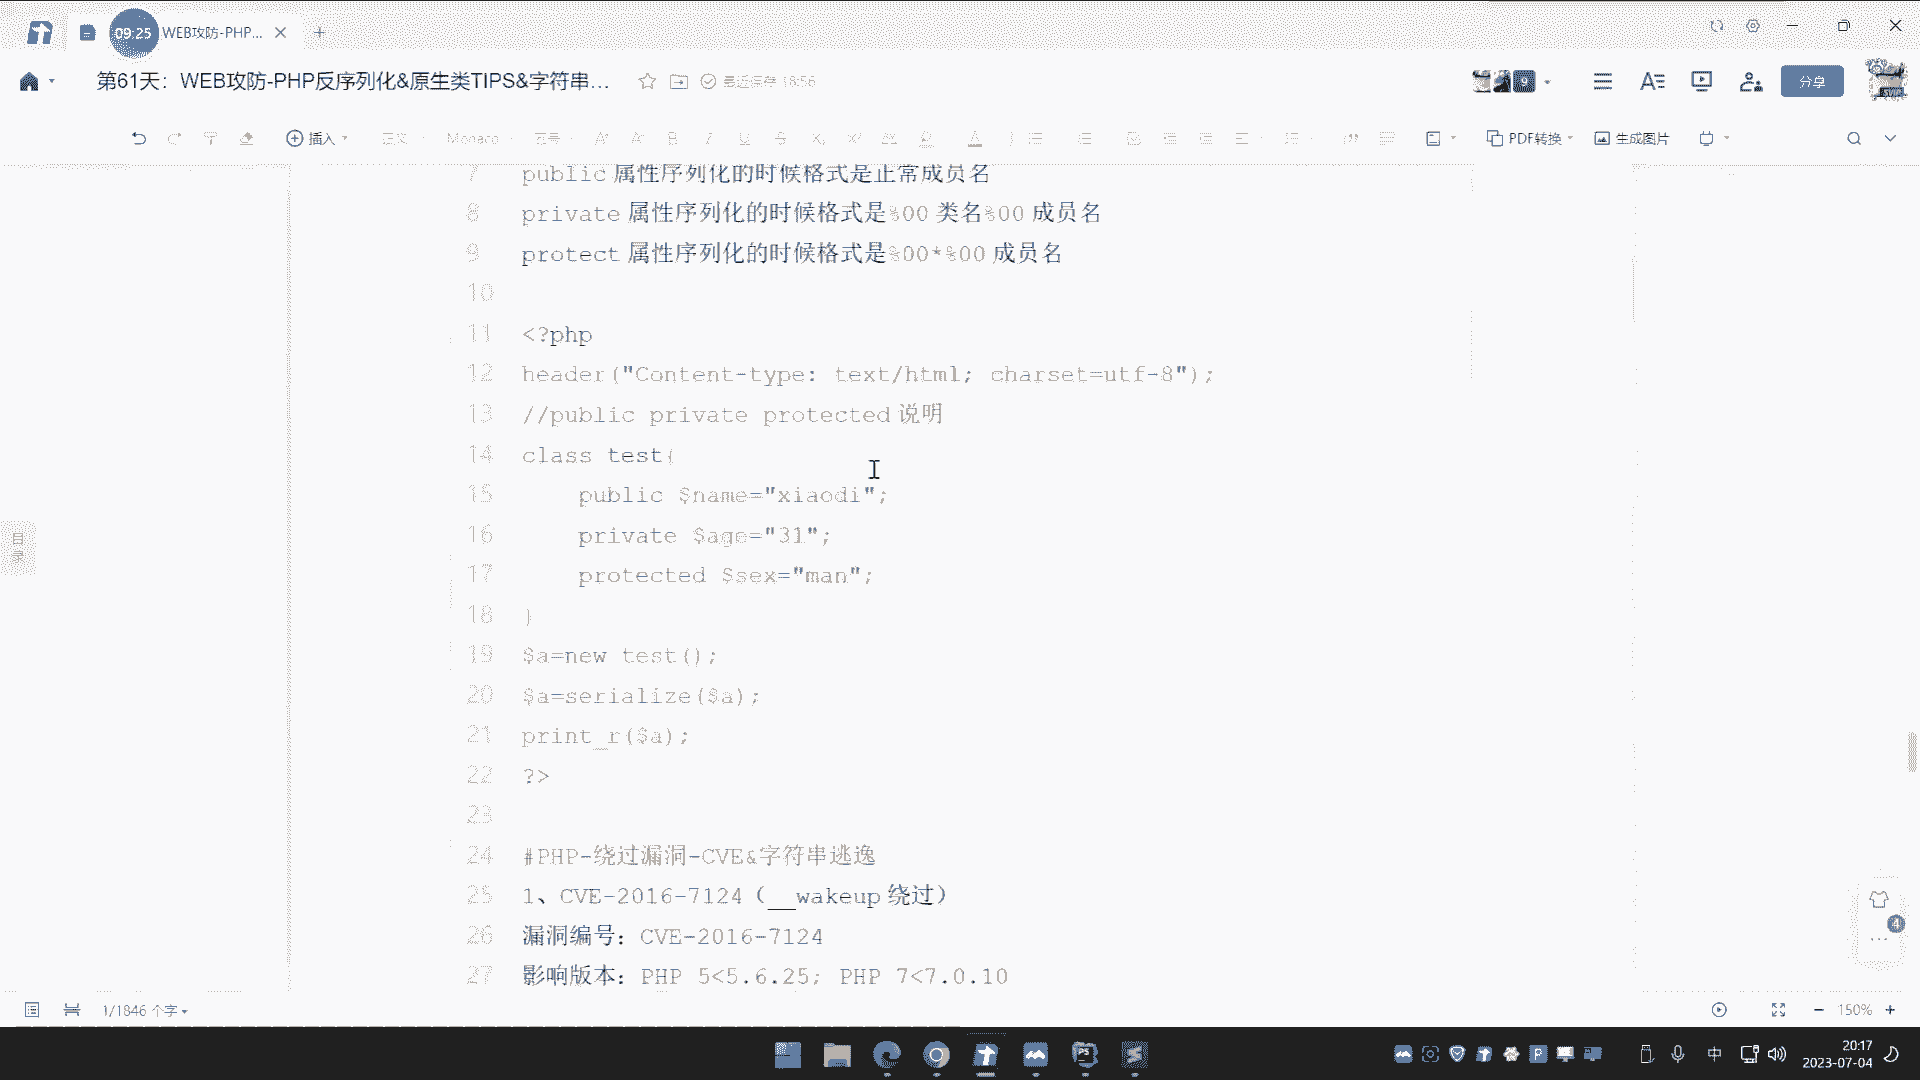 09:25 WEB攻防-PHP...
第61天：WEB攻防-PHP反序列化&原生类TIPS&字符串... 最近保存 18:56 9 分享
插入 正文 Monaco PDF转换 生成图片
7 public 属性序列化的时候格式是正常成员名
8 private 属性序列化的时候格式是%00 类名%00 成员名
9 protect 属性序列化的时候格式是%00*%00 成员名
10
11 <?php
12 header("Content-type: text/html; charset=utf-8");
13 //public private protected 说明
14 class test{
15 public $name="xiaodi";
16 private $age="31";
17 protected $sex="man";
18 }
19 $a=new test();
20 $a=serialize($a);
21 print_r($a);
22 ?>
23
24 #PHP-绕过漏洞-CVE&字符串逃逸
25 1、CVE-2016-7124（__wakeup 绕过）
26 漏洞编号：CVE-2016-7124
27 影响版本：PHP 5<5.6.25; PHP 7<7.0.10
目录
4
1/1846 个字 150%
中 20:17
2023-07-04